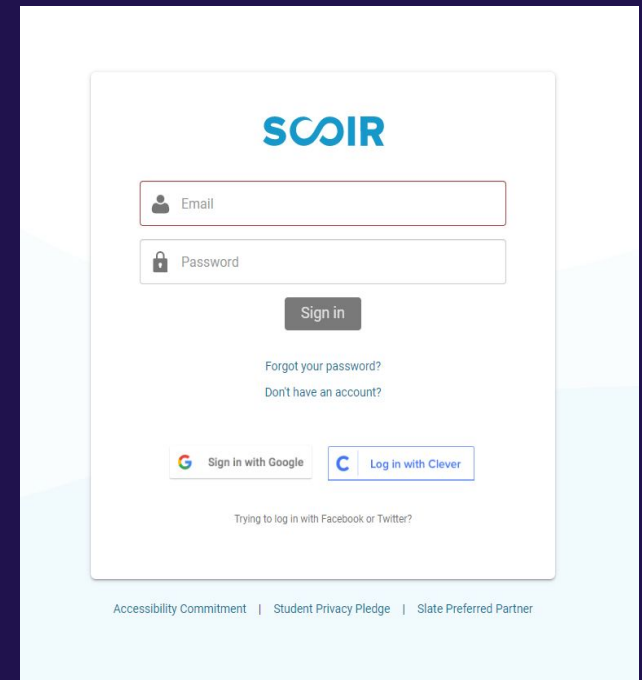 SCOIR
Email
Password
Sign in
Forgot your password?
Don't have an account?
G Sign in with Google
C Log in with Clever
Trying to log in with Facebook or Twitter?
Accessibility Commitment | Student Privacy Pledge | Slate Preferred Partner